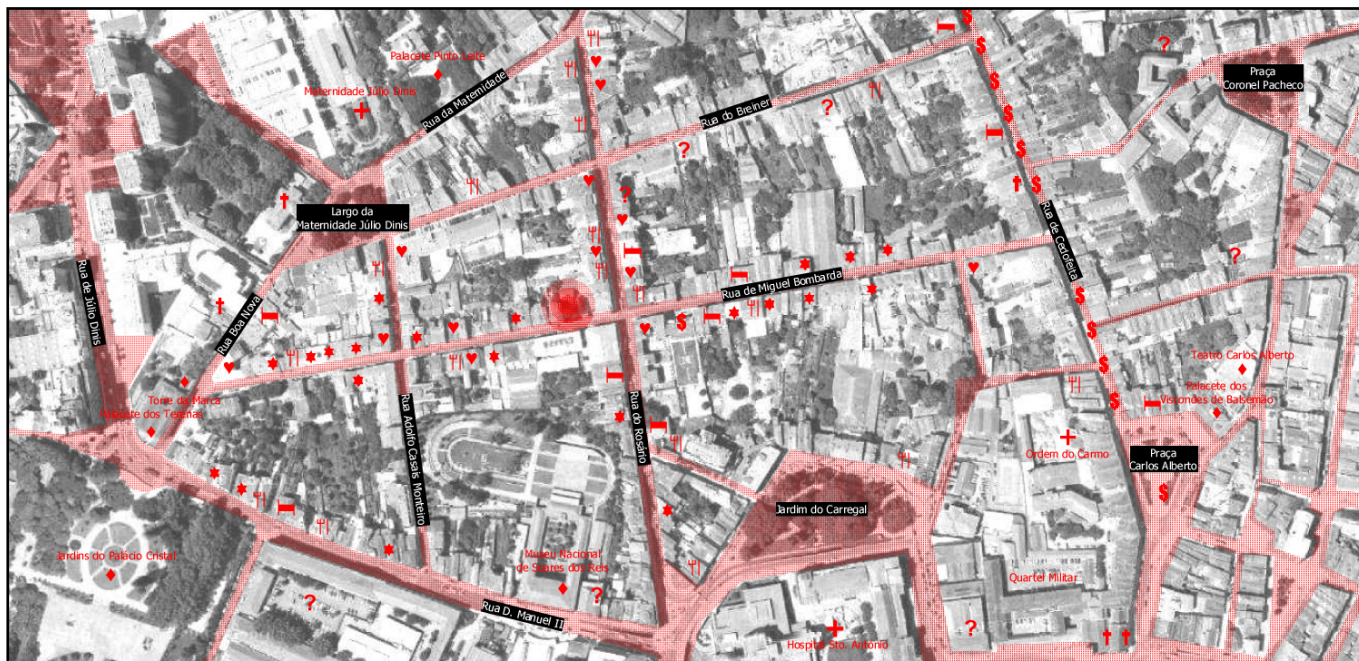 Palacete Pinto Leite
Maternidade Júlio Dinis
Rua da Maternidade
Rua do Breiner
Praça
Coronel Pacheco
Largo da
Maternidade Júlio Dinis
Rua de Júlio Dinis
Rua Boa Nova
Rua de Miguel Bombarda
Rua de Cedofeita
Teatro Carlos Alberto
Palacete dos
Viscondes de Balsemão
Torre da Marca
Palacete dos Terenas
Rua Adolfo Casais Monteiro
Rua do Rosário
Ordem do Carmo
Praça
Carlos Alberto
Jardim do Carregal
Jardins do Palácio Cristal
Museu Nacional
de Soares dos Reis
Quartel Militar
Rua D. Manuel II
Hospital Sto. António